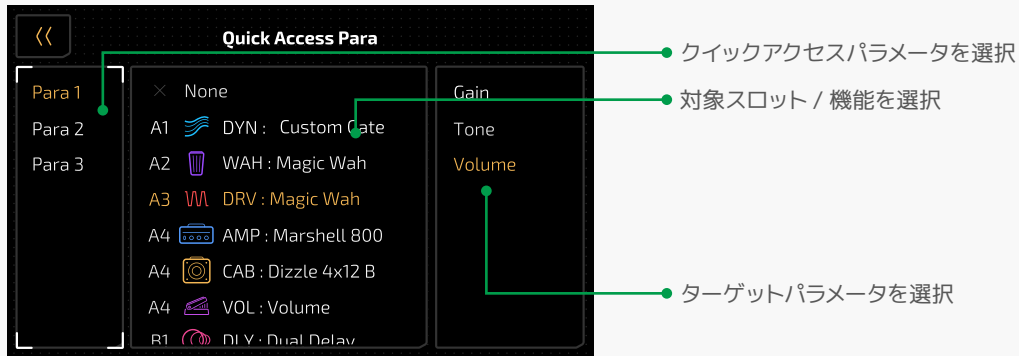 Quick Access Para
Para 1
Para 2
Para 3
None
A1 DYN : Custom Gate
A2 WAH : Magic Wah
A3 DRV : Magic Wah
A4 AMP : Marshell 800
A4 CAB : Dizzle 4x12 B
A4 VOL : Volume
B1 DLY : Dual Delay
Gain
Tone
Volume
クイックアクセスパラメータを選択
対象スロット / 機能を選択
ターゲットパラメータを選択